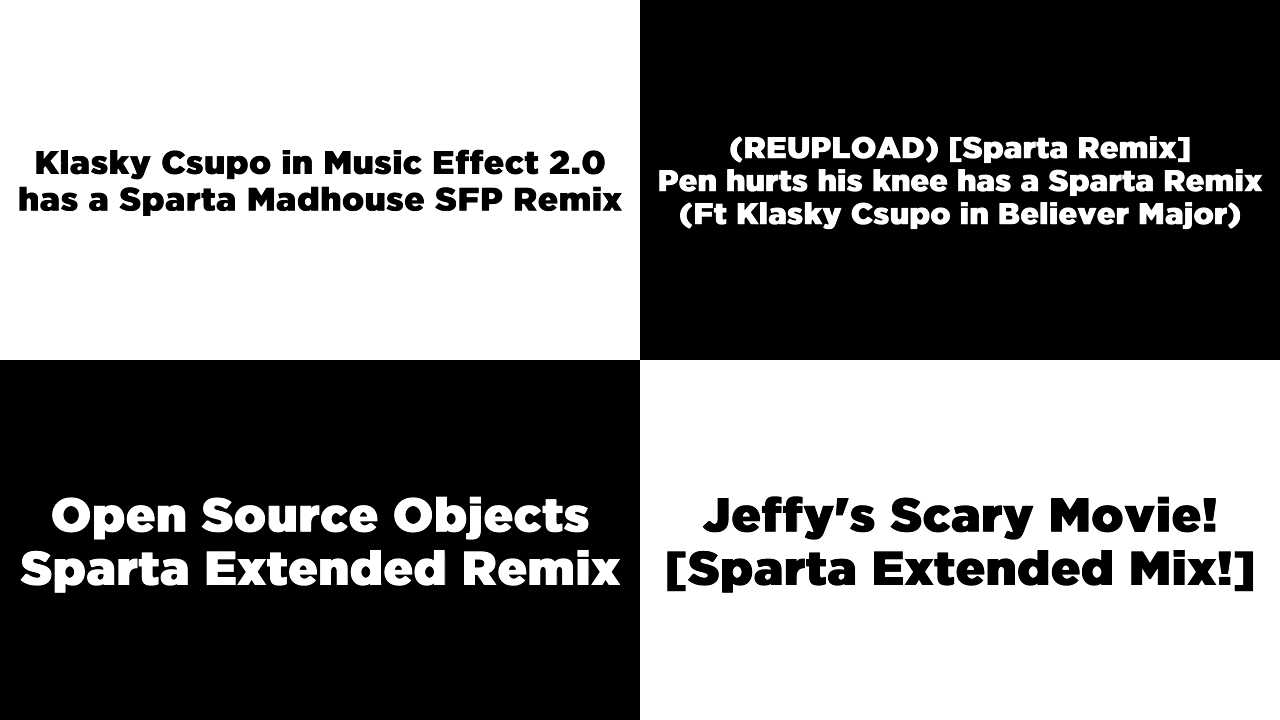 Klasky Csupo in Music Effect 2.0
has a Sparta Madhouse SFP Remix
(REUPLOAD) [Sparta Remix]
Pen hurts his knee has a Sparta Remix
(Ft Klasky Csupo in Believer Major)
Open Source Objects
Sparta Extended Remix
Jeffy's Scary Movie!
[Sparta Extended Mix!]